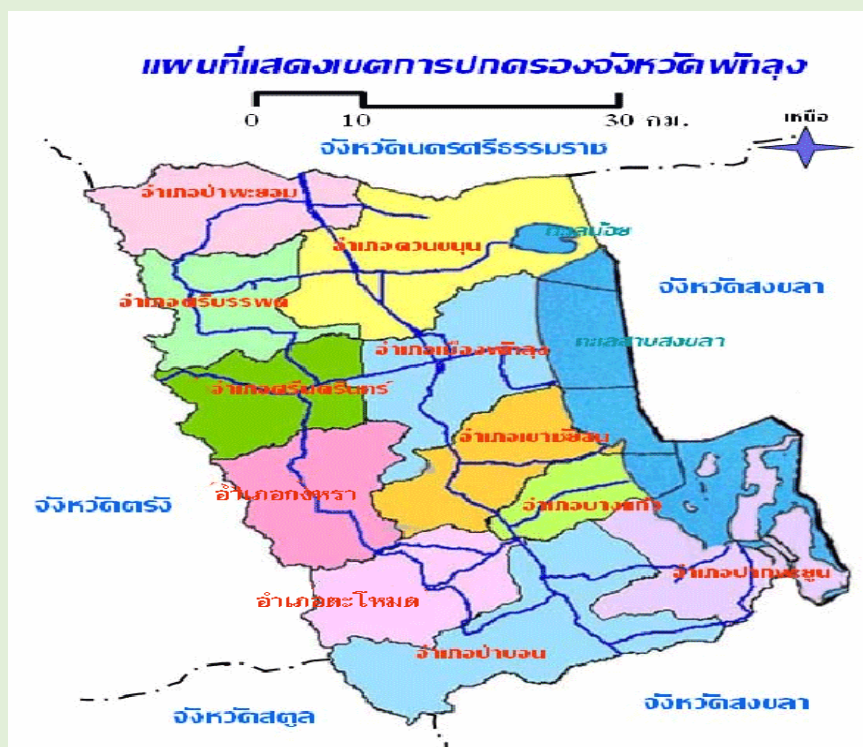 แผนที่แสดงเขตการปกครองจังหวัดพัทลุง
0 10 30 กม.
เหนือ
จังหวัดนครศรีธรรมราช
อำเภอป่าพะยอม
อำเภอควนขนุน
ทะเลน้อย
จังหวัดสงขลา
อำเภอศรีบรรพต
ทะเลสาบสงขลา
อำเภอเมืองพัทลุง
อำเภอศรีนครินทร์
อำเภอเขาชัยสน
อำเภอกงหรา
จังหวัดตรัง
อำเภอบางแก้ว
อำเภอปากพะยูน
อำเภอตะโหมด
อำเภอป่าบอน
จังหวัดสตูล
จังหวัดสงขลา